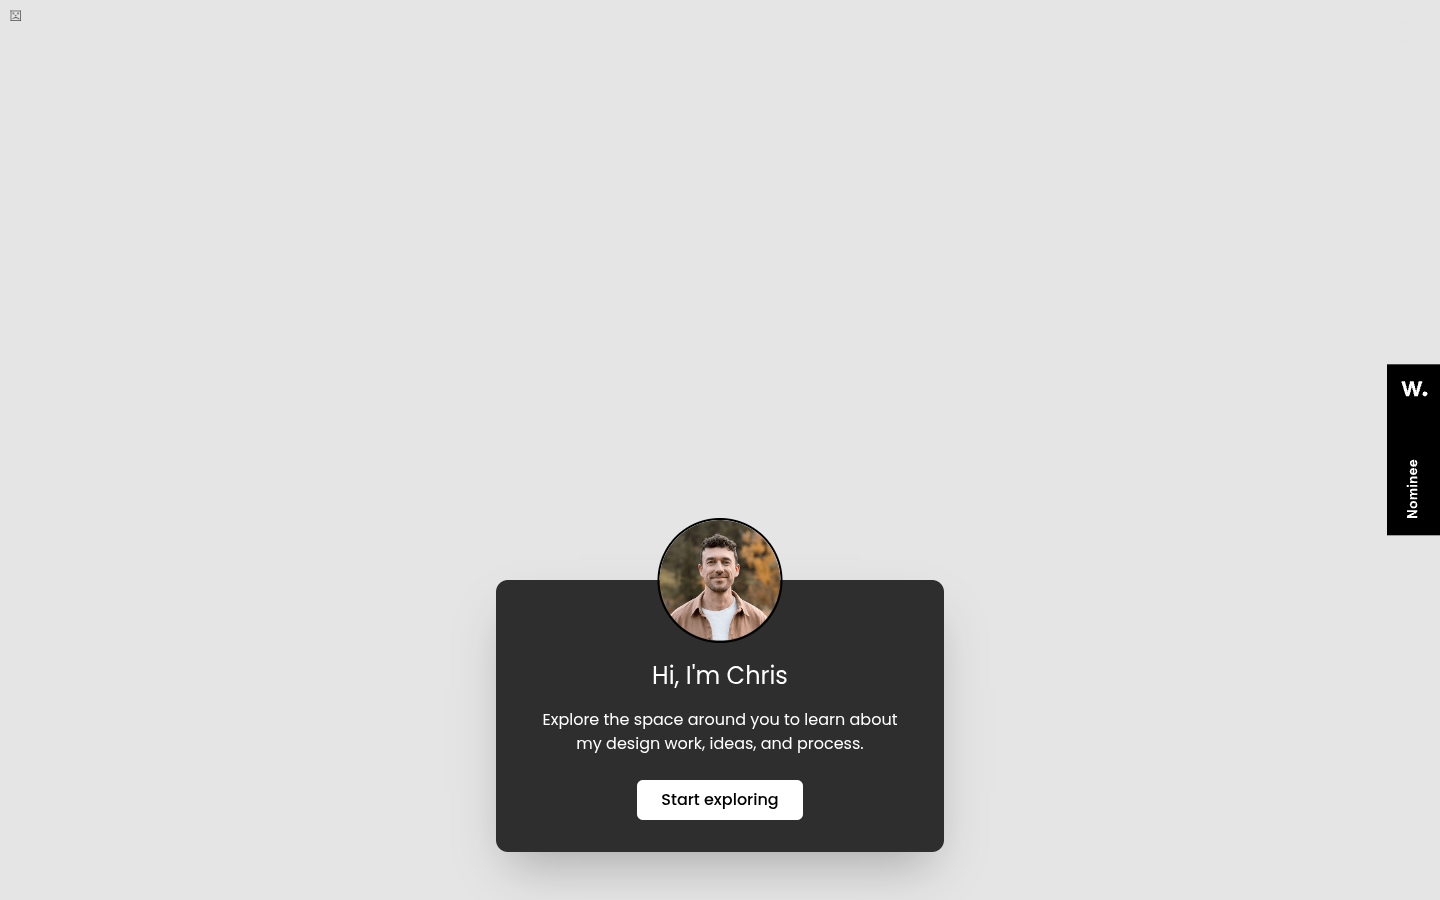 W.
Nominee
Hi, I'm Chris
Explore the space around you to learn about
my design work, ideas, and process.
Start exploring